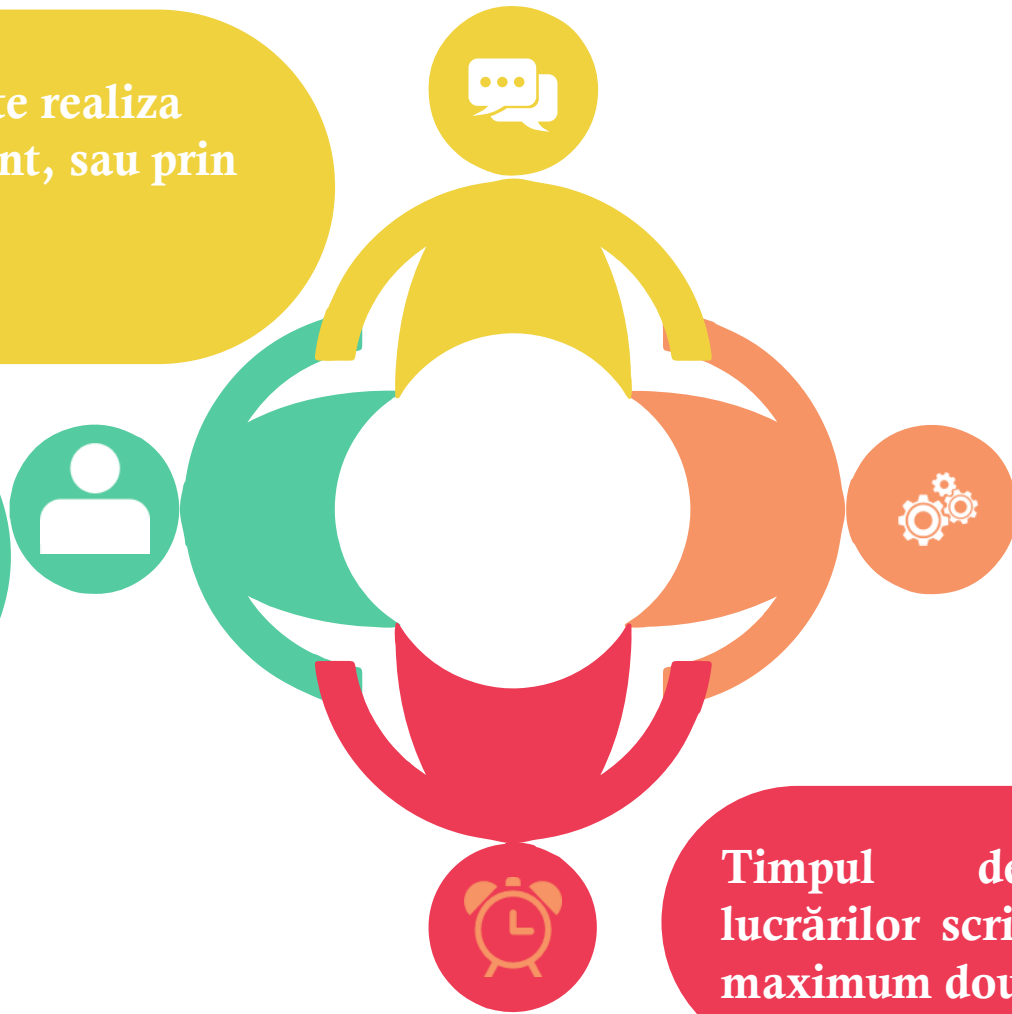 te realiza
nt, sau prin
Timpul de
lucrărilor scri
maximum dou